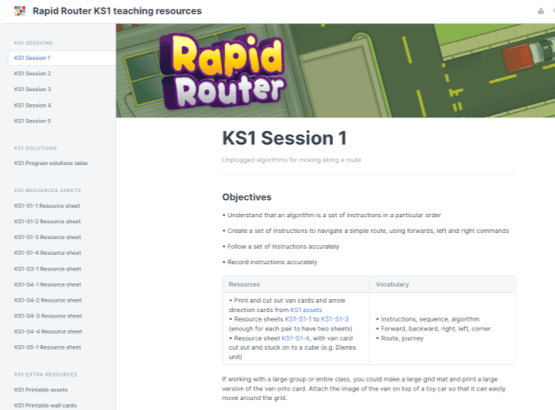 Rapid Router KS1 teaching resources
KS1 SESSIONS
KS1 Session 1
KS1 Session 2
KS1 Session 3
KS1 Session 4
KS1 Session 5
KS1 SOLUTIONS
KS1 Program solutions table
KS1 RESOURCES SHEETS
KS1-S1-1 Resource sheet
KS1-S1-2 Resource sheet
KS1-S1-3 Resource sheet
KS1-S1-4 Resource sheet
KS1-S3-1 Resource sheet
KS1-S4-1 Resource sheet
KS1-S4-2 Resource sheet
KS1-S4-3 Resource sheet
KS1-S4-4 Resource sheet
KS1-S5-1 Resource sheet
KS1 EXTRA RESOURCES
KS1 Printable assets
KS1 Printable wall cards
Rapid
Router
KS1 Session 1
Unplugged algorithms for moving along a route
Objectives
• Understand that an algorithm is a set of instructions in a particular order
• Create a set of instructions to navigate a simple route, using forwards, left and right commands
• Follow a set of instructions accurately
• Record instructions accurately
Resources
• Print and cut out van cards and arrow
direction cards from KS1 assets
• Resource sheets KS1-S1-1 to KS1-S1-3
(enough for each pair to have two sheets)
• Resource sheet KS1-S1-4, with van card
cut out and stuck on to a cube (e.g. Dienes
unit)
Vocabulary
• Instructions, sequence, algorithm
• Forward, backward, right, left, corner
• Route, journey
If working with a large group or entire class, you could make a large grid mat and print a large
version of the van onto card. Attach the image of the van on top of a toy car so that it can easily
move around the grid.